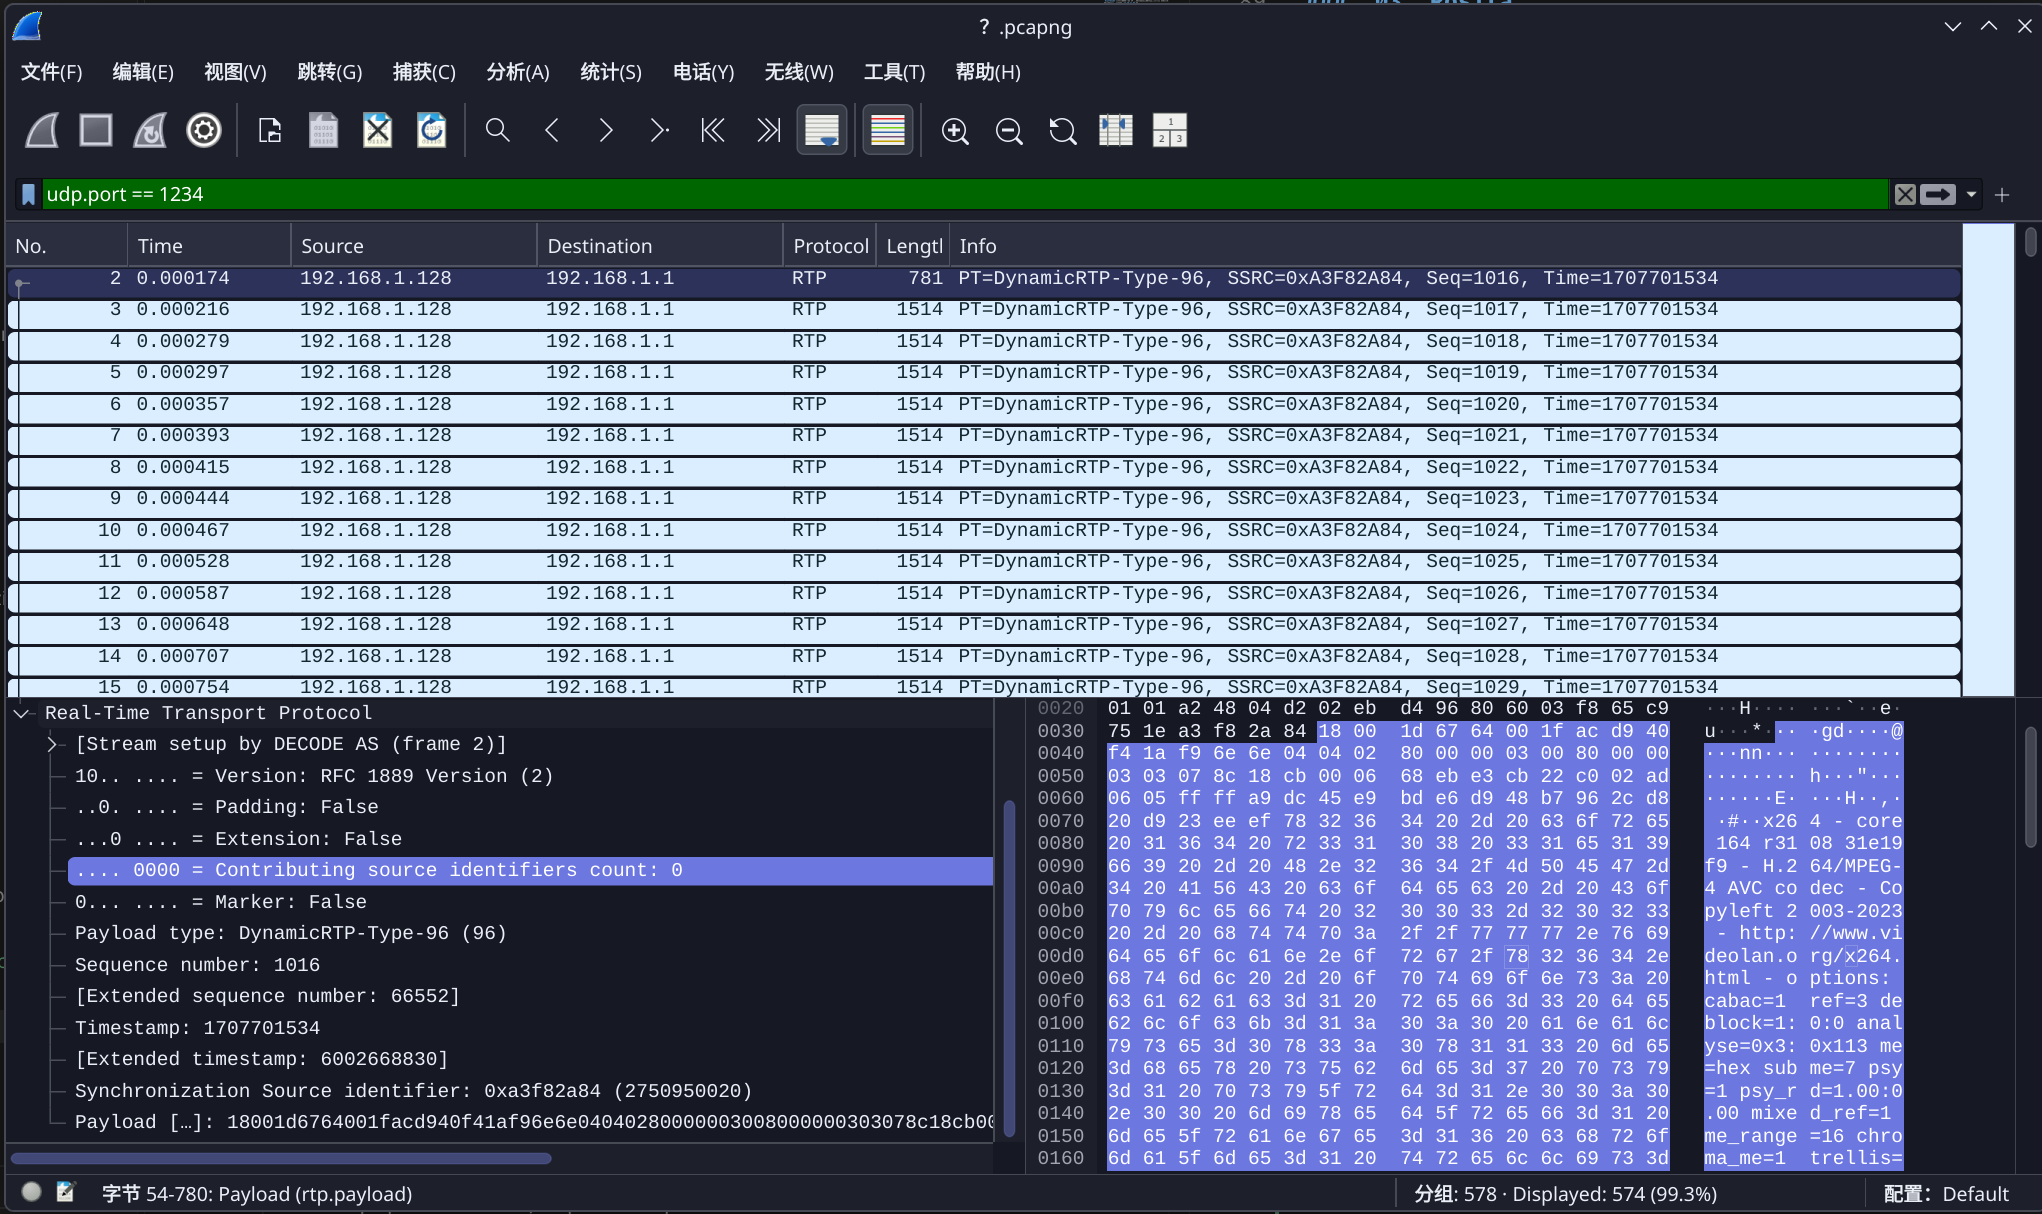 ? .pcapng
文件(F) 编辑(E) 视图(V) 跳转(G) 捕获(C) 分析(A) 统计(S) 电话(Y) 无线(W) 工具(T) 帮助(H)
udp.port == 1234
No. Time Source Destination Protocol Lengtl Info
2 0.000174 192.168.1.128 192.168.1.1 RTP 781 PT=DynamicRTP-Type-96, SSRC=0xA3F82A84, Seq=1016, Time=1707701534
3 0.000216 192.168.1.128 192.168.1.1 RTP 1514 PT=DynamicRTP-Type-96, SSRC=0xA3F82A84, Seq=1017, Time=1707701534
4 0.000279 192.168.1.128 192.168.1.1 RTP 1514 PT=DynamicRTP-Type-96, SSRC=0xA3F82A84, Seq=1018, Time=1707701534
5 0.000297 192.168.1.128 192.168.1.1 RTP 1514 PT=DynamicRTP-Type-96, SSRC=0xA3F82A84, Seq=1019, Time=1707701534
6 0.000357 192.168.1.128 192.168.1.1 RTP 1514 PT=DynamicRTP-Type-96, SSRC=0xA3F82A84, Seq=1020, Time=1707701534
7 0.000393 192.168.1.128 192.168.1.1 RTP 1514 PT=DynamicRTP-Type-96, SSRC=0xA3F82A84, Seq=1021, Time=1707701534
8 0.000415 192.168.1.128 192.168.1.1 RTP 1514 PT=DynamicRTP-Type-96, SSRC=0xA3F82A84, Seq=1022, Time=1707701534
9 0.000444 192.168.1.128 192.168.1.1 RTP 1514 PT=DynamicRTP-Type-96, SSRC=0xA3F82A84, Seq=1023, Time=1707701534
10 0.000467 192.168.1.128 192.168.1.1 RTP 1514 PT=DynamicRTP-Type-96, SSRC=0xA3F82A84, Seq=1024, Time=1707701534
11 0.000528 192.168.1.128 192.168.1.1 RTP 1514 PT=DynamicRTP-Type-96, SSRC=0xA3F82A84, Seq=1025, Time=1707701534
12 0.000587 192.168.1.128 192.168.1.1 RTP 1514 PT=DynamicRTP-Type-96, SSRC=0xA3F82A84, Seq=1026, Time=1707701534
13 0.000648 192.168.1.128 192.168.1.1 RTP 1514 PT=DynamicRTP-Type-96, SSRC=0xA3F82A84, Seq=1027, Time=1707701534
14 0.000707 192.168.1.128 192.168.1.1 RTP 1514 PT=DynamicRTP-Type-96, SSRC=0xA3F82A84, Seq=1028, Time=1707701534
15 0.000754 192.168.1.128 192.168.1.1 RTP 1514 PT=DynamicRTP-Type-96, SSRC=0xA3F82A84, Seq=1029, Time=1707701534
Real-Time Transport Protocol
[Stream setup by DECODE AS (frame 2)]
10.. .... = Version: RFC 1889 Version (2)
..0. .... = Padding: False
...0 .... = Extension: False
.... 0000 = Contributing source identifiers count: 0
0... .... = Marker: False
Payload type: DynamicRTP-Type-96 (96)
Sequence number: 1016
[Extended sequence number: 66552]
Timestamp: 1707701534
[Extended timestamp: 6002668830]
Synchronization Source identifier: 0xa3f82a84 (2750950020)
Payload […]: 18001d6764001facd940f41af96e6e040402800000030080000000303078c18cb00
0020 01 01 a2 48 04 d2 02 eb d4 96 80 60 03 f8 65 c9 ···H···· ···`··e·
0030 75 1e a3 f8 2a 84 18 00 1d 67 64 00 1f ac d9 40 u···*··· ·gd····@
0040 f4 1a f9 6e 6e 04 04 02 80 00 00 03 00 80 00 00 ···nn··· ········
0050 03 03 07 8c 18 cb 00 06 68 eb e3 cb 22 c0 02 ad ········ h···"···
0060 06 05 ff ff a9 dc 45 e9 bd e6 d9 48 b7 96 2c d8 ······E· ···H··,·
0070 20 d9 23 ee ef 78 32 36 34 20 2d 20 63 6f 72 65 ·#··x26 4 - core
0080 20 31 36 34 20 72 33 31 30 38 20 33 31 65 31 39 164 r31 08 31e19
0090 66 39 20 2d 20 48 2e 32 36 34 2f 4d 50 45 47 2d f9 - H.2 64/MPEG-
00a0 34 20 41 56 43 20 63 6f 64 65 63 20 2d 20 43 6f 4 AVC co dec - Co
00b0 70 79 6c 65 66 74 20 32 30 30 33 2d 32 30 32 33 pyleft 2 003-2023
00c0 20 2d 20 68 74 74 70 3a 2f 2f 77 77 77 2e 76 69 - http: //www.vi
00d0 64 65 6f 6c 61 6e 2e 6f 72 67 2f 78 32 36 34 2e deolan.o rg/x264.
00e0 68 74 6d 6c 20 2d 20 6f 70 74 69 6f 6e 73 3a 20 html - o ptions:
00f0 63 61 62 61 63 3d 31 20 72 65 66 3d 33 20 64 65 cabac=1 ref=3 de
0100 62 6c 6f 63 6b 3d 31 3a 30 3a 30 20 61 6e 61 6c block=1: 0:0 anal
0110 79 73 65 3d 30 78 33 3a 30 78 31 31 33 20 6d 65 yse=0x3: 0x113 me
0120 3d 68 65 78 20 73 75 62 6d 65 3d 37 20 70 73 79 =hex sub me=7 psy
0130 3d 31 20 70 73 79 5f 72 64 3d 31 2e 30 30 3a 30 =1 psy_r d=1.00:0
0140 2e 30 30 20 6d 69 78 65 64 5f 72 65 66 3d 31 20 .00 mixe d_ref=1
0150 6d 65 5f 72 61 6e 67 65 3d 31 36 20 63 68 72 6f me_range =16 chro
0160 6d 61 5f 6d 65 3d 31 20 74 72 65 6c 6c 69 73 3d ma_me=1 trellis=
字节 54-780: Payload (rtp.payload) 分组: 578 · Displayed: 574 (99.3%) 配置: Default